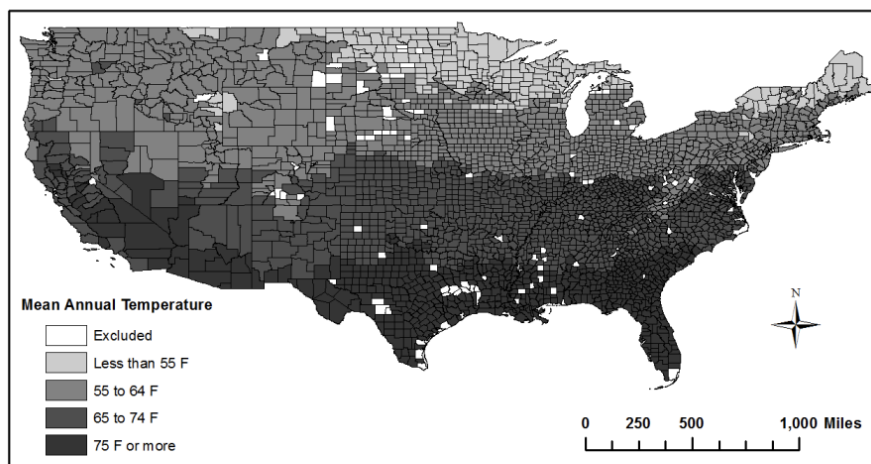 Mean Annual Temperature
Excluded
Less than 55 F
55 to 64 F
65 to 74 F
75 F or more
N
0 250 500 1,000 Miles